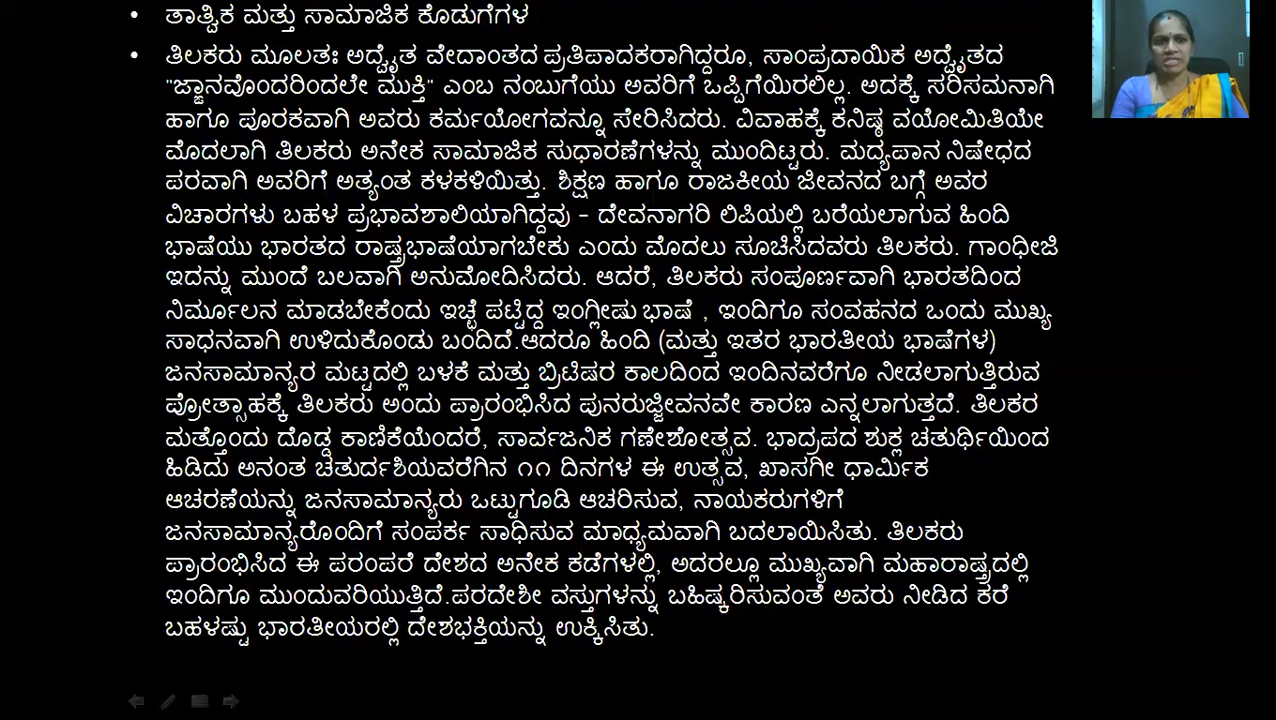 • ತಾತ್ವಿಕ ಮತ್ತು ಸಾಮಾಜಿಕ ಕೊಡುಗೆಗಳ
• ತಿಲಕರು ಮೂಲತಃ ಅದ್ವೈತ ವೇದಾಂತದ ಪ್ರತಿಪಾದಕರಾಗಿದ್ದರೂ, ಸಾಂಪ್ರದಾಯಿಕ ಅದ್ವೈತದ
"ಜ್ಞಾನವೊಂದರಿಂದಲೇ ಮುಕ್ತಿ" ಎಂಬ ನಂಬುಗೆಯು ಅವರಿಗೆ ಒಪ್ಪಿಗೆಯಿರಲಿಲ್ಲ. ಅದಕ್ಕೆ ಸರಿಸಮನಾಗಿ
ಹಾಗೂ ಪೂರಕವಾಗಿ ಅವರು ಕರ್ಮಯೋಗವನ್ನೂ ಸೇರಿಸಿದರು. ವಿವಾಹಕ್ಕೆ ಕನಿಷ್ಠ ವಯೋಮಿತಿಯೇ
ಮೊದಲಾಗಿ ತಿಲಕರು ಅನೇಕ ಸಾಮಾಜಿಕ ಸುಧಾರಣೆಗಳನ್ನು ಮುಂದಿಟ್ಟರು. ಮದ್ಯಪಾನ ನಿಷೇಧದ
ಪರವಾಗಿ ಅವರಿಗೆ ಅತ್ಯಂತ ಕಳಕಳಿಯಿತ್ತು. ಶಿಕ್ಷಣ ಹಾಗೂ ರಾಜಕೀಯ ಜೀವನದ ಬಗ್ಗೆ ಅವರ
ವಿಚಾರಗಳು ಬಹಳ ಪ್ರಭಾವಶಾಲಿಯಾಗಿದ್ದವು – ದೇವನಾಗರಿ ಲಿಪಿಯಲ್ಲಿ ಬರೆಯಲಾಗುವ ಹಿಂದಿ
ಭಾಷೆಯು ಭಾರತದ ರಾಷ್ತ್ರಭಾಷೆಯಾಗಬೇಕು ಎಂದು ಮೊದಲು ಸೂಚಿಸಿದವರು ತಿಲಕರು. ಗಾಂಧೀಜಿ
ಇದನ್ನು ಮುಂದೆ ಬಲವಾಗಿ ಅನುಮೋದಿಸಿದರು. ಆದರೆ, ತಿಲಕರು ಸಂಪೂರ್ಣವಾಗಿ ಭಾರತದಿಂದ
ನಿರ್ಮೂಲನ ಮಾಡಬೇಕೆಂದು ಇಚ್ಛೆ ಪಟ್ಟಿದ್ದ ಇಂಗ್ಲೀಷು ಭಾಷೆ , ಇಂದಿಗೂ ಸಂವಹನದ ಒಂದು ಮುಖ್ಯ
ಸಾಧನವಾಗಿ ಉಳಿದುಕೊಂಡು ಬಂದಿದೆ.ಆದರೂ ಹಿಂದಿ (ಮತ್ತು ಇತರ ಭಾರತೀಯ ಭಾಷೆಗಳ)
ಜನಸಾಮಾನ್ಯರ ಮಟ್ಟದಲ್ಲಿ ಬಳಕೆ ಮತ್ತು ಬ್ರಿಟಿಷರ ಕಾಲದಿಂದ ಇಂದಿನವರೆಗೂ ನೀಡಲಾಗುತ್ತಿರುವ
ಪ್ರೋತ್ಸಾಹಕ್ಕೆ ತಿಲಕರು ಅಂದು ಪ್ರಾರಂಭಿಸಿದ ಪುನರುಜ್ಜೀವನವೇ ಕಾರಣ ಎನ್ನಲಾಗುತ್ತದೆ. ತಿಲಕರ
ಮತ್ತೊಂದು ದೊಡ್ಡ ಕಾಣಿಕೆಯೆಂದರೆ, ಸಾರ್ವಜನಿಕ ಗಣೇಶೋತ್ಸವ. ಭಾದ್ರಪದ ಶುಕ್ಲ ಚತುರ್ಥಿಯಿಂದ
ಹಿಡಿದು ಅನಂತ ಚತುರ್ದಶಿಯವರೆಗಿನ ೧೧ ದಿನಗಳ ಈ ಉತ್ಸವ, ಖಾಸಗೀ ಧಾರ್ಮಿಕ
ಆಚರಣೆಯನ್ನು ಜನಸಾಮಾನ್ಯರು ಒಟ್ಟುಗೂಡಿ ಆಚರಿಸುವ, ನಾಯಕರುಗಳಿಗೆ
ಜನಸಾಮಾನ್ಯರೊಂದಿಗೆ ಸಂಪರ್ಕ ಸಾಧಿಸುವ ಮಾಧ್ಯಮವಾಗಿ ಬದಲಾಯಿಸಿತು. ತಿಲಕರು
ಪ್ರಾರಂಭಿಸಿದ ಈ ಪರಂಪರೆ ದೇಶದ ಅನೇಕ ಕಡೆಗಳಲ್ಲಿ, ಅದರಲ್ಲೂ ಮುಖ್ಯವಾಗಿ ಮಹಾರಾಷ್ತ್ರದಲ್ಲಿ
ಇಂದಿಗೂ ಮುಂದುವರಿಯುತ್ತಿದೆ.ಪರದೇಶೀ ವಸ್ತುಗಳನ್ನು ಬಹಿಷ್ಕರಿಸುವಂತೆ ಅವರು ನೀಡಿದ ಕರೆ
ಬಹಳಷ್ಟು ಭಾರತೀಯರಲ್ಲಿ ದೇಶಭಕ್ತಿಯನ್ನು ಉಕ್ಕಿಸಿತು.